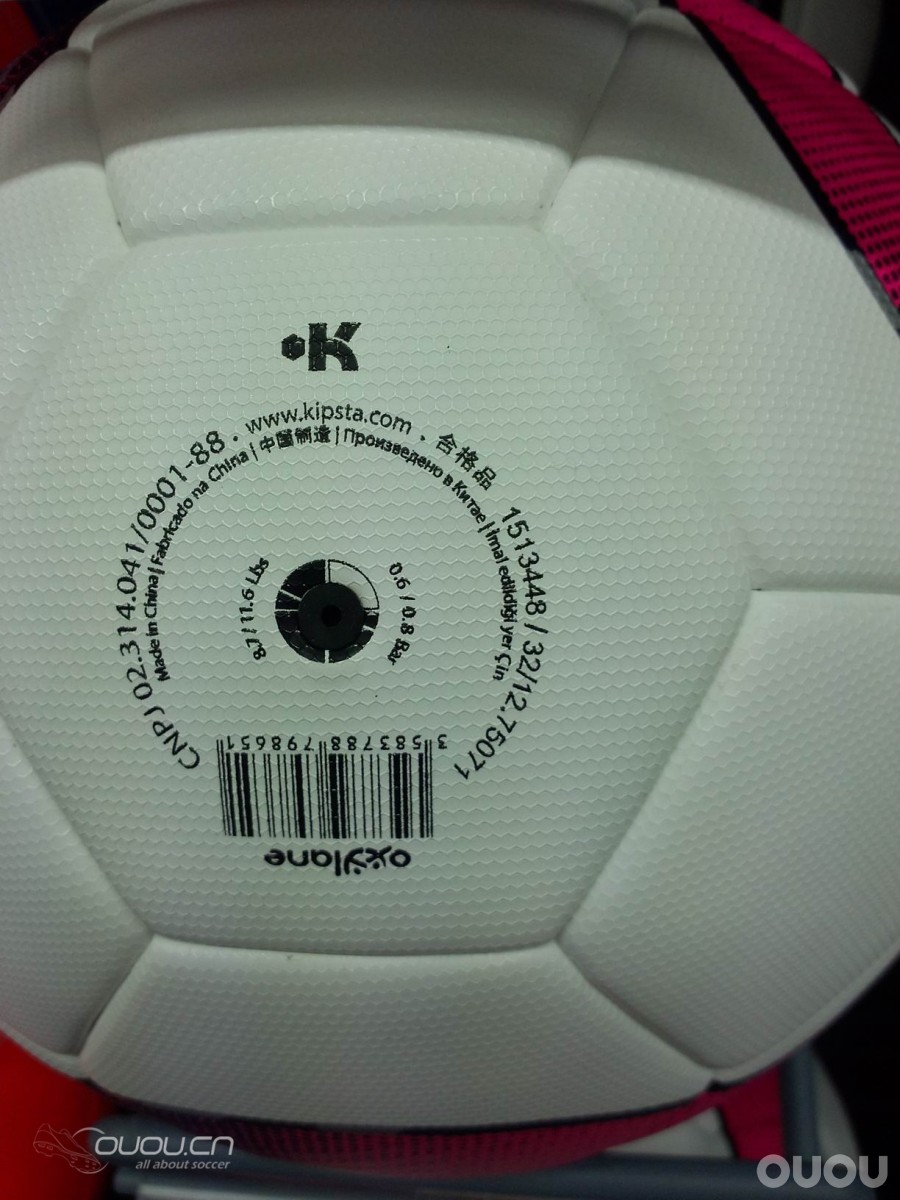 K
CNPJ 02.314.041/0001-88 . www.kipsta.com . 合格品 1513448 / 32/12.75071
Made in China | Fabricado na China | 中国制造 | Произведено в Китае | İmal edildiği yer Çin
8.7 / 11.6 Lbs
0.6 / 0.8 Bar
3 583788 798651
oxylane
OUOU.CN
all about soccer
OUOU